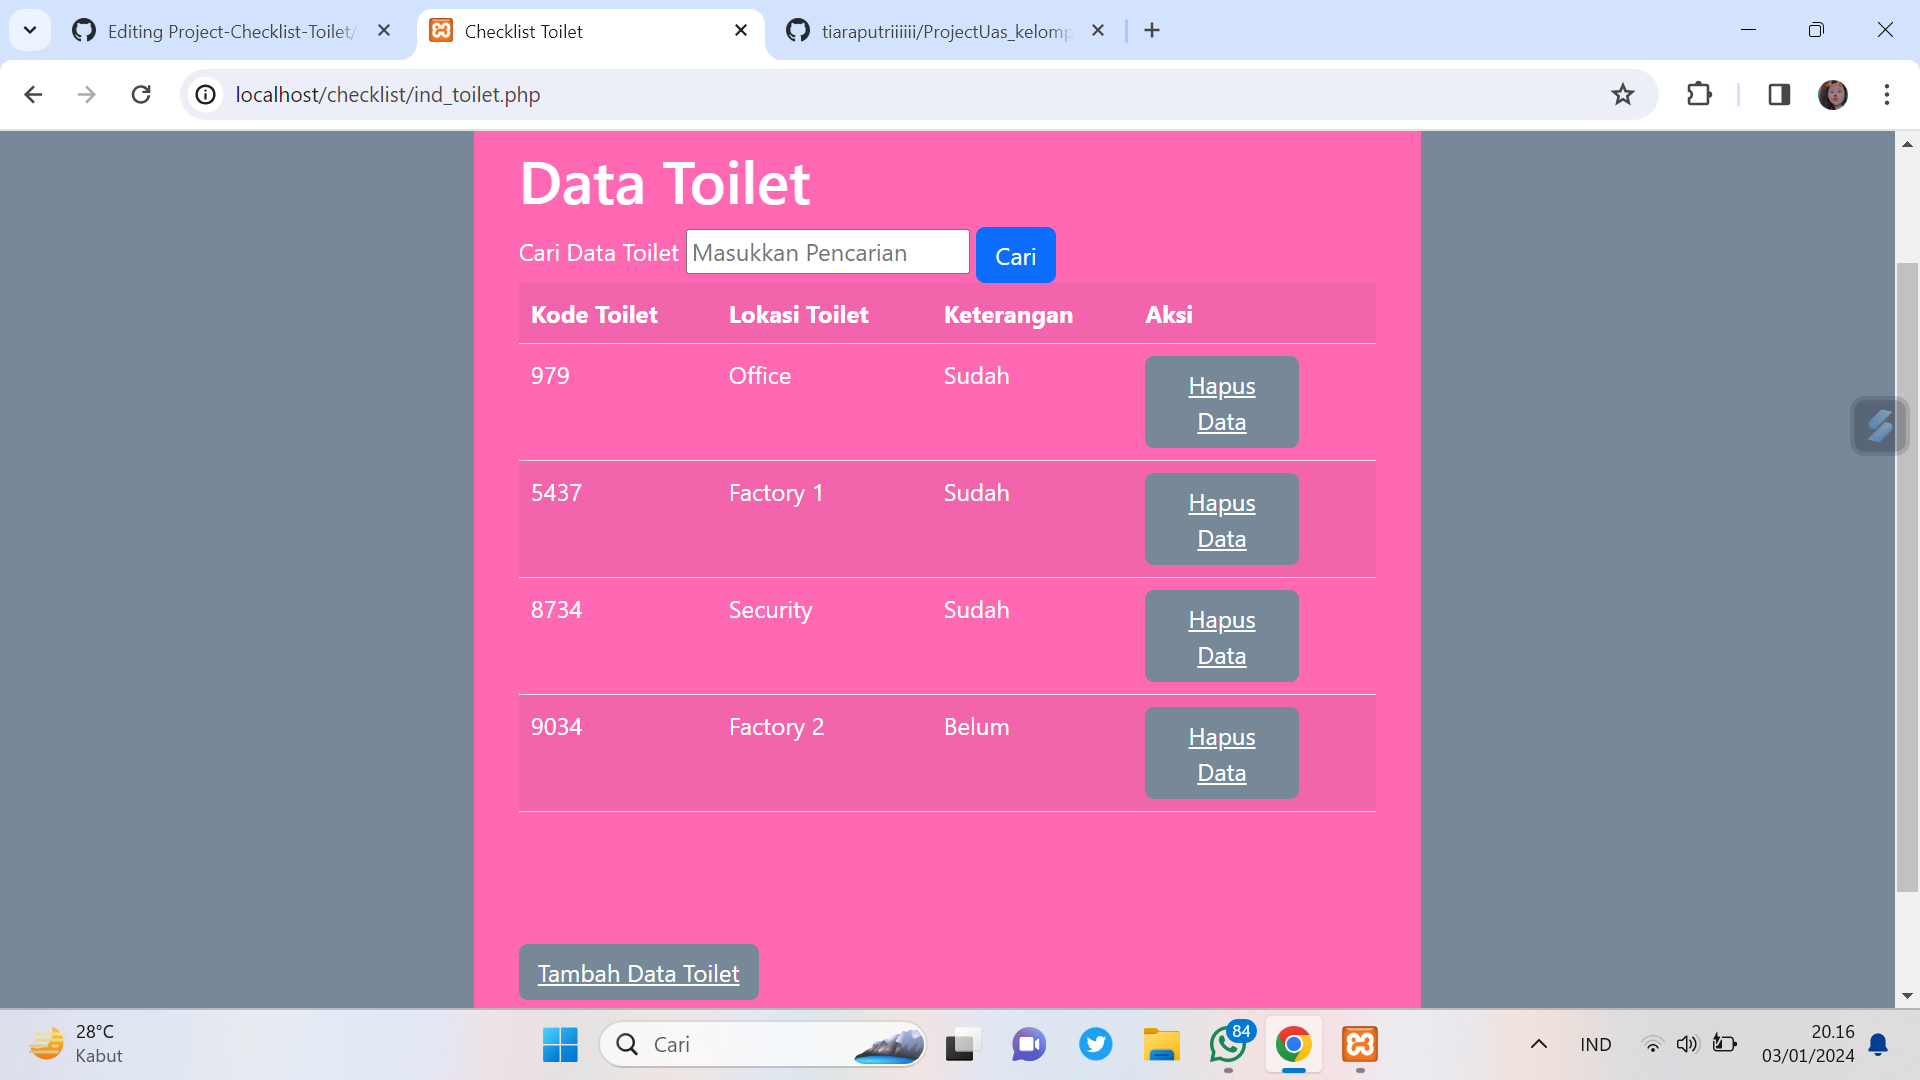 Editing Project-Checklist-Toilet/
Checklist Toilet
tiaraputriiiiii/ProjectUas_kelomp
localhost/checklist/ind_toilet.php
Data Toilet
Cari Data Toilet Masukkan Pencarian Cari
Kode Toilet Lokasi Toilet Keterangan Aksi
979 Office Sudah Hapus
Data
5437 Factory 1 Sudah Hapus
Data
8734 Security Sudah Hapus
Data
9034 Factory 2 Belum Hapus
Data
Tambah Data Toilet
28°C
Kabut
Cari
84
IND
20.16
03/01/2024